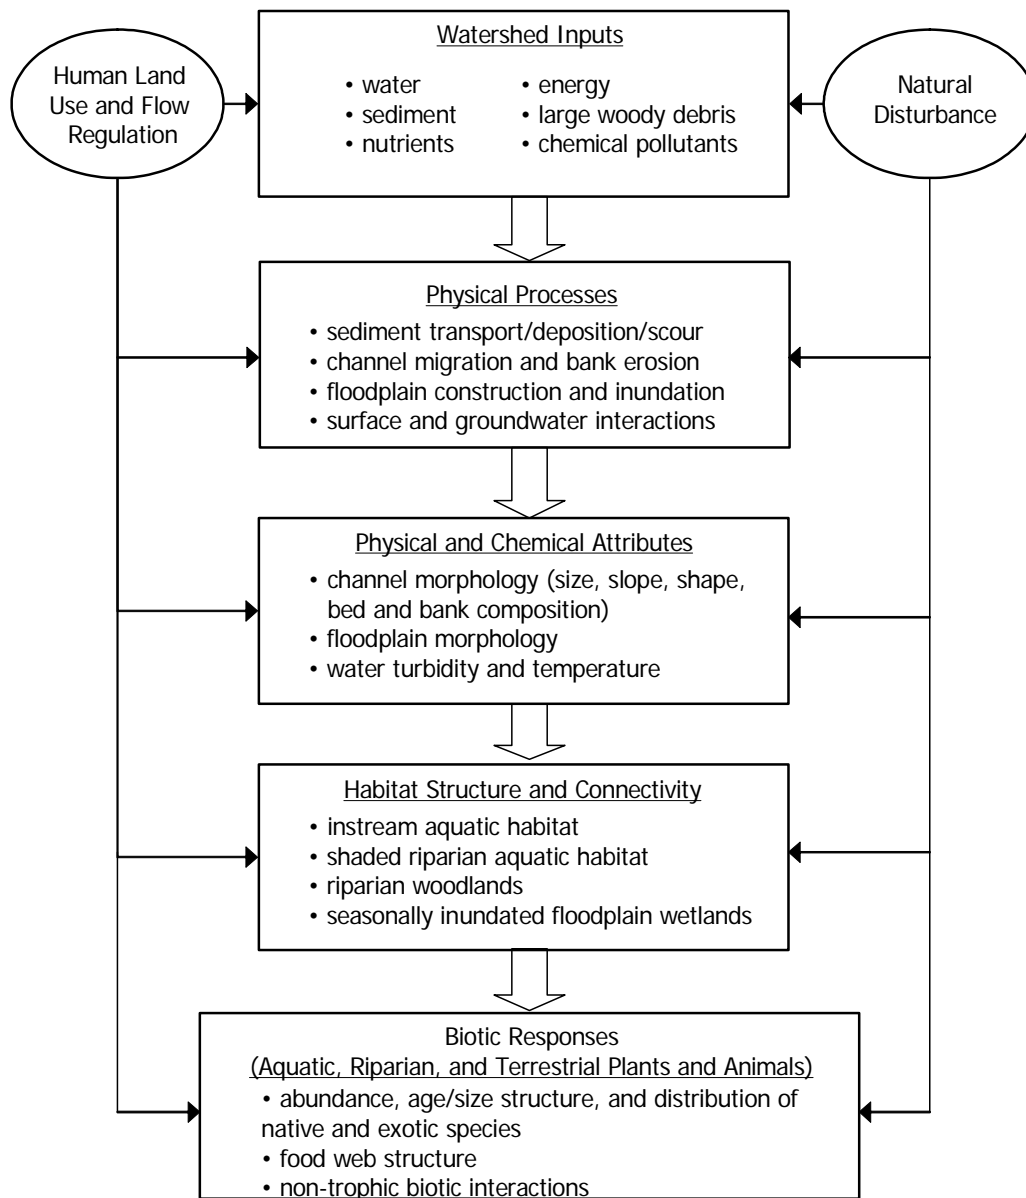 Human Land
Use and Flow
Regulation
Watershed Inputs
• water
• sediment
• nutrients
• energy
• large woody debris
• chemical pollutants
Natural
Disturbance
Physical Processes
• sediment transport/deposition/scour
• channel migration and bank erosion
• floodplain construction and inundation
• surface and groundwater interactions
Physical and Chemical Attributes
• channel morphology (size, slope, shape,
bed and bank composition)
• floodplain morphology
• water turbidity and temperature
Habitat Structure and Connectivity
• instream aquatic habitat
• shaded riparian aquatic habitat
• riparian woodlands
• seasonally inundated floodplain wetlands
Biotic Responses
(Aquatic, Riparian, and Terrestrial Plants and Animals)
• abundance, age/size structure, and distribution of
native and exotic species
• food web structure
• non-trophic biotic interactions